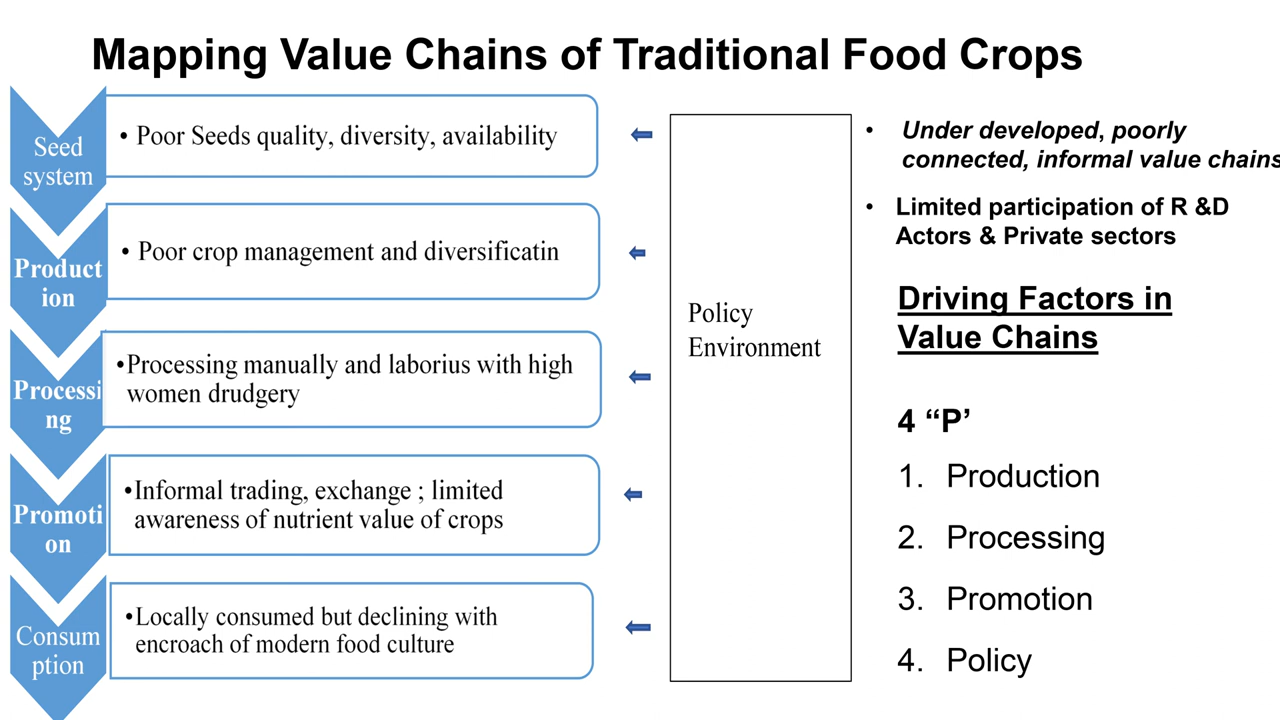 Mapping Value Chains of Traditional Food Crops
Seed
system
• Poor Seeds quality, diversity, availability
Product
ion
• Poor crop management and diversificatin
Processi
ng
•Processing manually and laborius with high
women drudgery
Promoti
on
•Informal trading, exchange ; limited
awareness of nutrient value of crops
Consum
ption
•Locally consumed but declining with
encroach of modern food culture
Policy
Environment
• Under developed, poorly
connected, informal value chains
• Limited participation of R &D
Actors & Private sectors
Driving Factors in
Value Chains
4 “P’
1. Production
2. Processing
3. Promotion
4. Policy